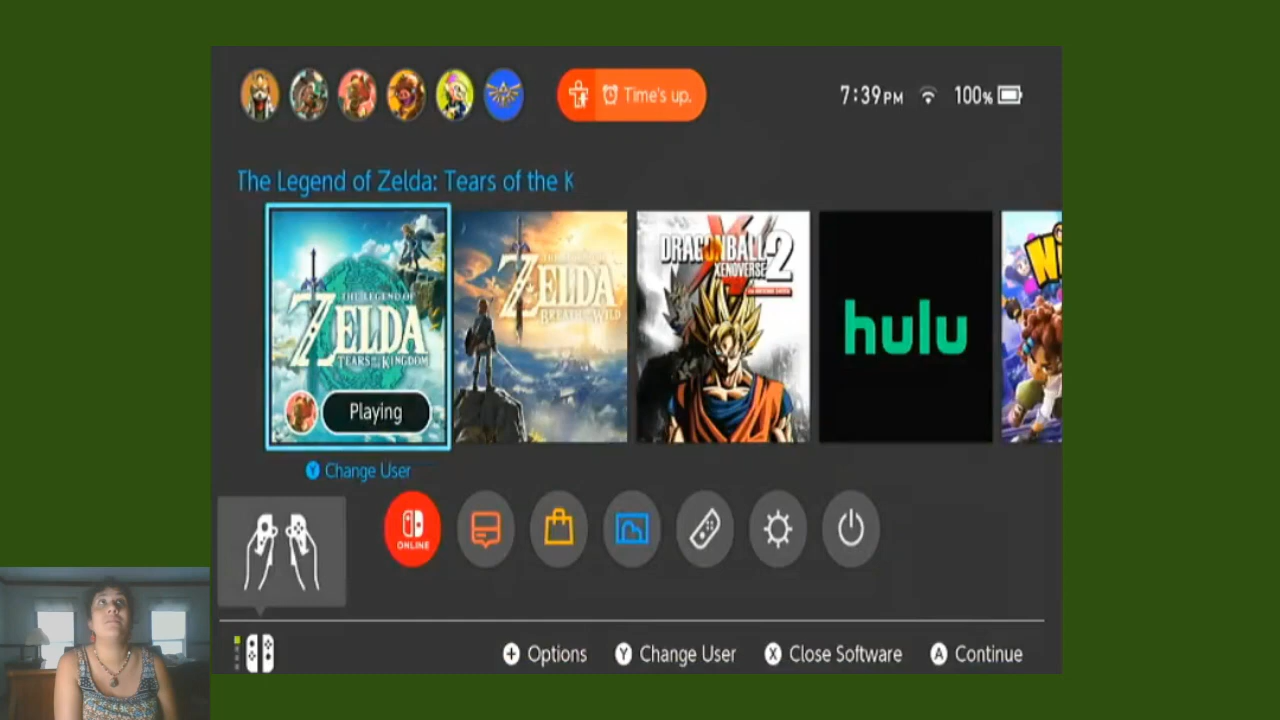 Time's up.
7:39 PM
100%
The Legend of Zelda: Tears of the K
THE LEGEND OF
ZELDA
TEARS OF THE KINGDOM
Playing
ZELDA
BREATH OF THE WILD
DRAGONBALL
XENOVERSE 2
hulu
Y Change User
ONLINE
+ Options
Y Change User
X Close Software
A Continue